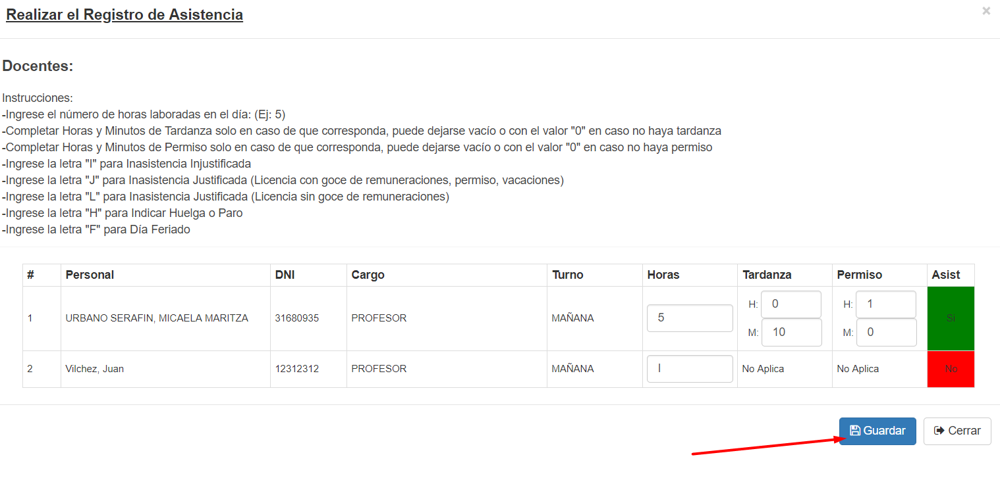 Realizar el Registro de Asistencia
×
Docentes:
Instrucciones:
-Ingrese el número de horas laboradas en el día: (Ej: 5)
-Completar Horas y Minutos de Tardanza solo en caso de que corresponda, puede dejarse vacío o con el valor "0" en caso no haya tardanza
-Completar Horas y Minutos de Permiso solo en caso de que corresponda, puede dejarse vacío o con el valor "0" en caso no haya permiso
-Ingrese la letra "I" para Inasistencia Injustificada
-Ingrese la letra "J" para Inasistencia Justificada (Licencia con goce de remuneraciones, permiso, vacaciones)
-Ingrese la letra "L" para Inasistencia Justificada (Licencia sin goce de remuneraciones)
-Ingrese la letra "H" para Indicar Huelga o Paro
-Ingrese la letra "F" para Día Feriado
# Personal DNI Cargo Turno Horas Tardanza Permiso Asist
H: 0 H: 1
1 URBANO SERAFIN, MICAELA MARITZA 31680935 PROFESOR MAÑANA 5 Si
M: 10 M: 0
2 Vilchez, Juan 12312312 PROFESOR MAÑANA I No Aplica No Aplica No
Guardar Cerrar